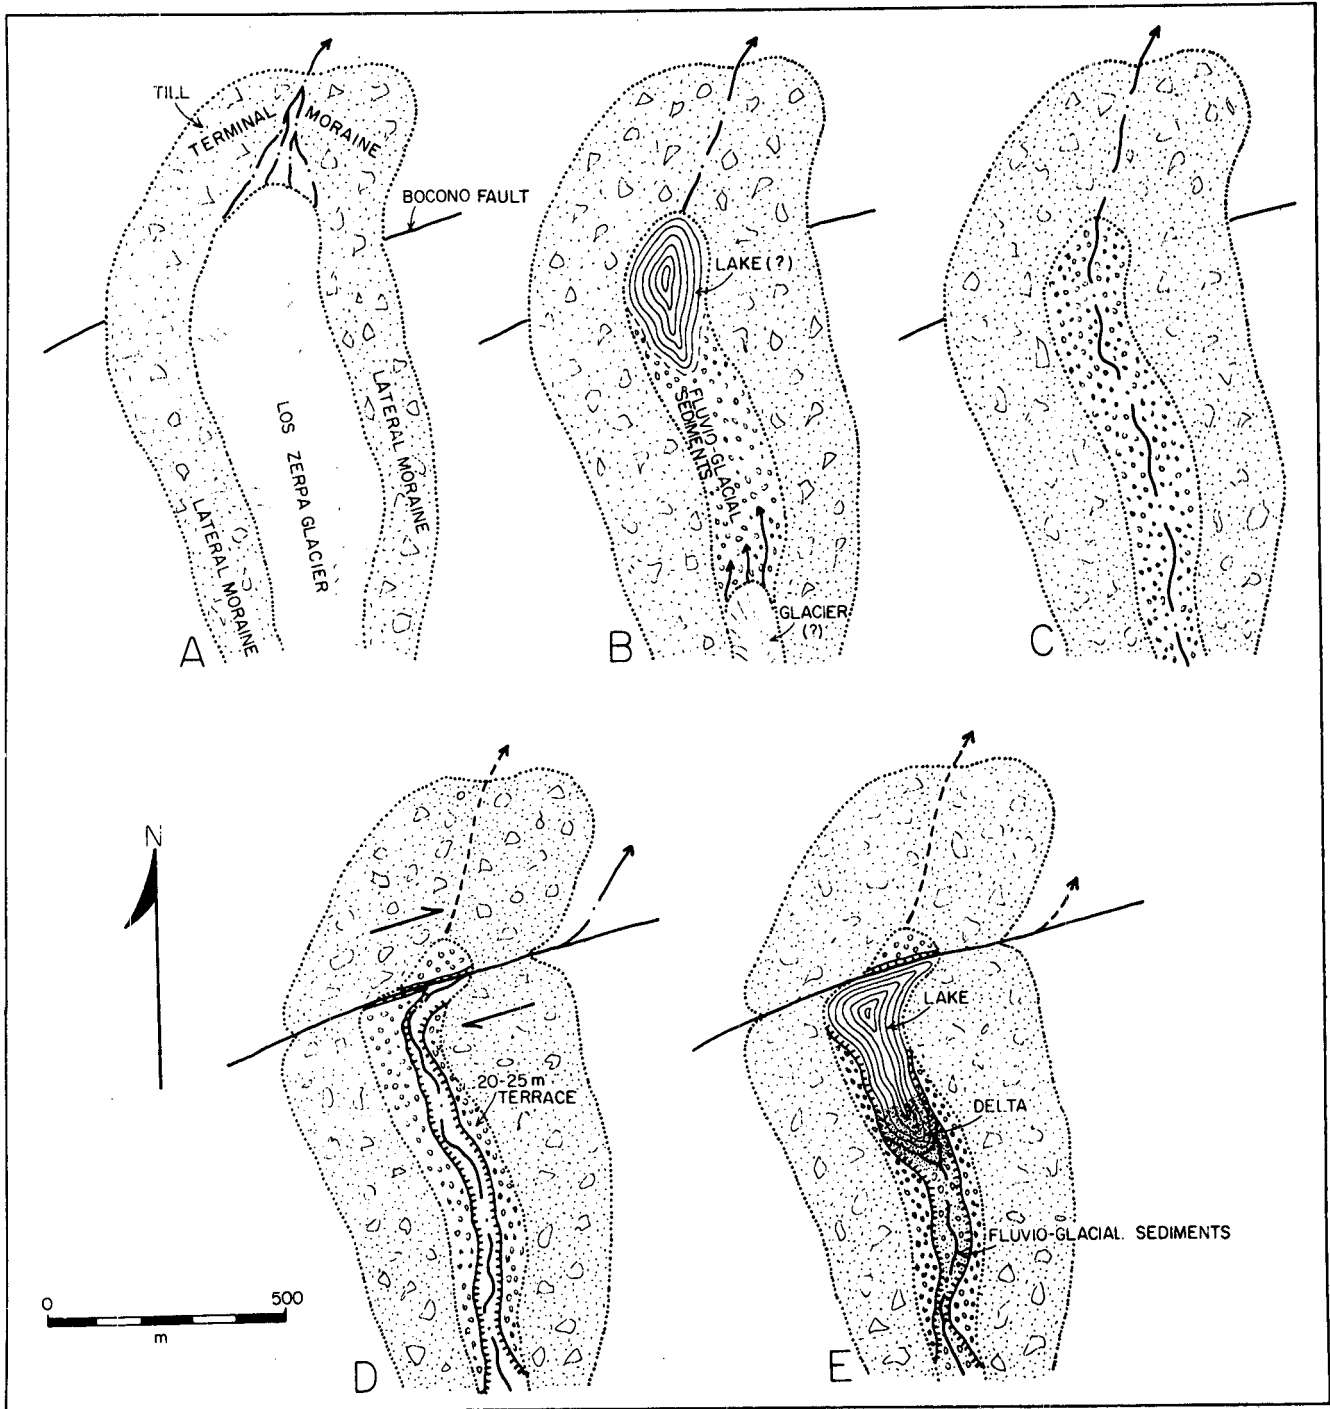 TILL
TERMINAL MORAINE
BOCONO FAULT
LOS ZERPA GLACIER
LATERAL MORAINE
LATERAL MORAINE
A
LAKE (?)
FLUVIO-GLACIAL
SEDIMENTS
GLACIER
(?)
B
C
N
20-25 m
TERRACE
0 500
m
D
LAKE
DELTA
FLUVIO-GLACIAL. SEDIMENTS
E